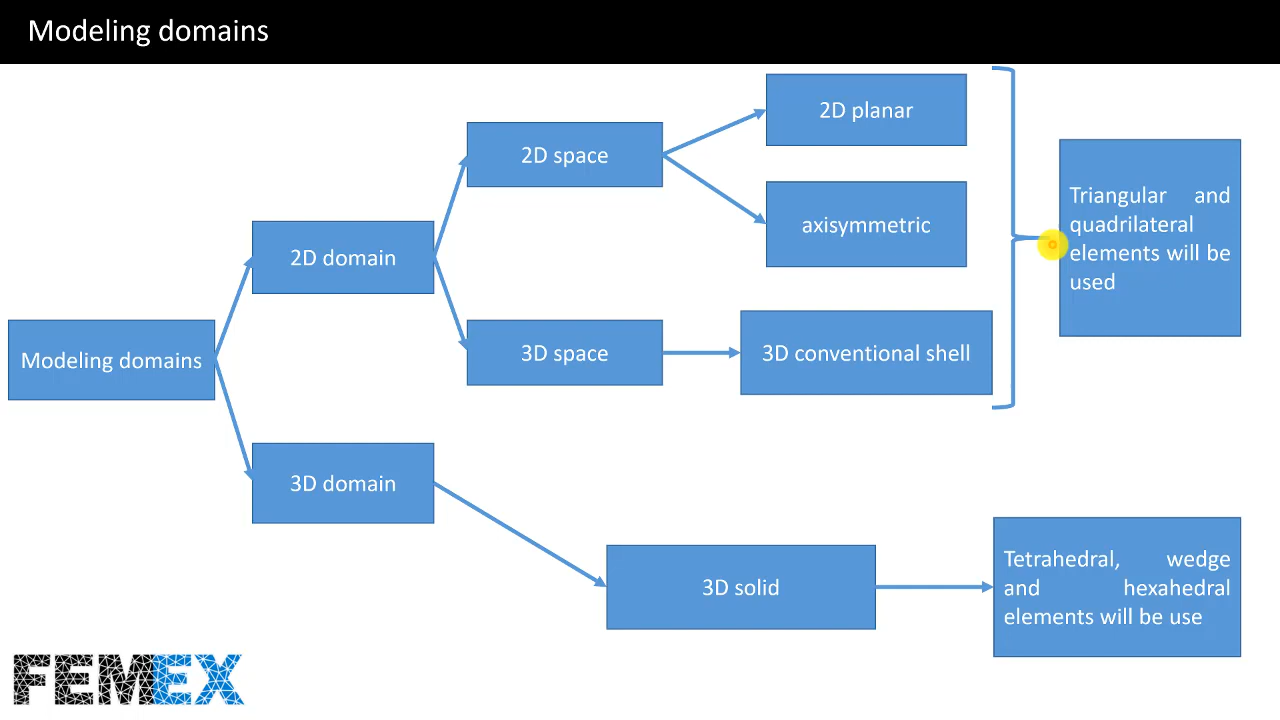 Modeling domains
2D planar
2D space
Triangular and
quadrilateral
elements will be
used
axisymmetric
2D domain
3D space
3D conventional shell
Modeling domains
3D domain
3D solid
Tetrahedral, wedge
and hexahedral
elements will be use
FEMEX